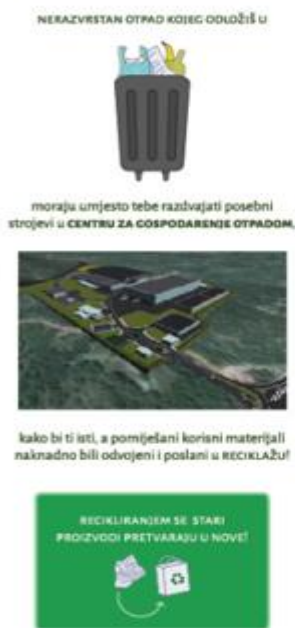 NERAZVRSTAN OTPAD KOJEG ODLOŽIŠ U
moraju umjesto tebe razdvajati posebni
strojevi u CENTRU ZA GOSPODARENJE OTPADOM,
kako bi ti isti, a pomiješani korisni materijali
naknadno bili odvojeni i poslani u RECIKLAŽU!
RECIKLIRANJEM SE STARI
PROIZVODI PRETVARAJU U NOVE!